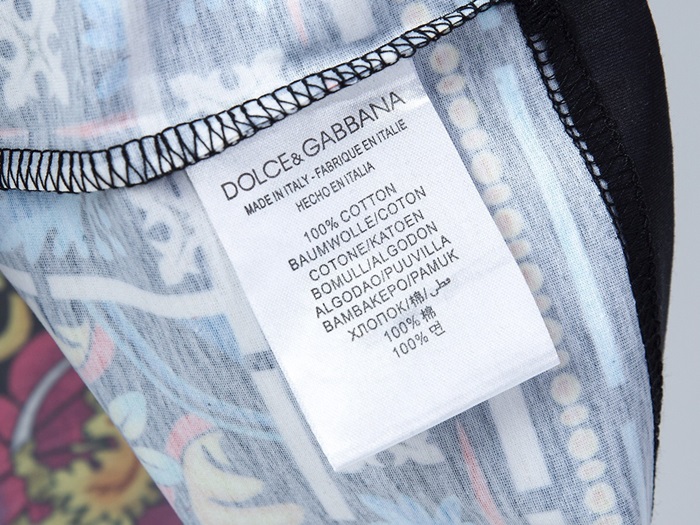 DOLCE&GABBANA
MADE IN ITALY - FABRIQUE EN ITALIE
HECHO EN ITALIA
100% COTTON
BAUMWOLLE/COTON
COTONE/KATOEN
BOMULL/ALGODON
ALGODAO/PUUVILLA
BAMBAKEPO/PAMUK
ХЛОПОК/棉/قطن
100% 棉
100% 면